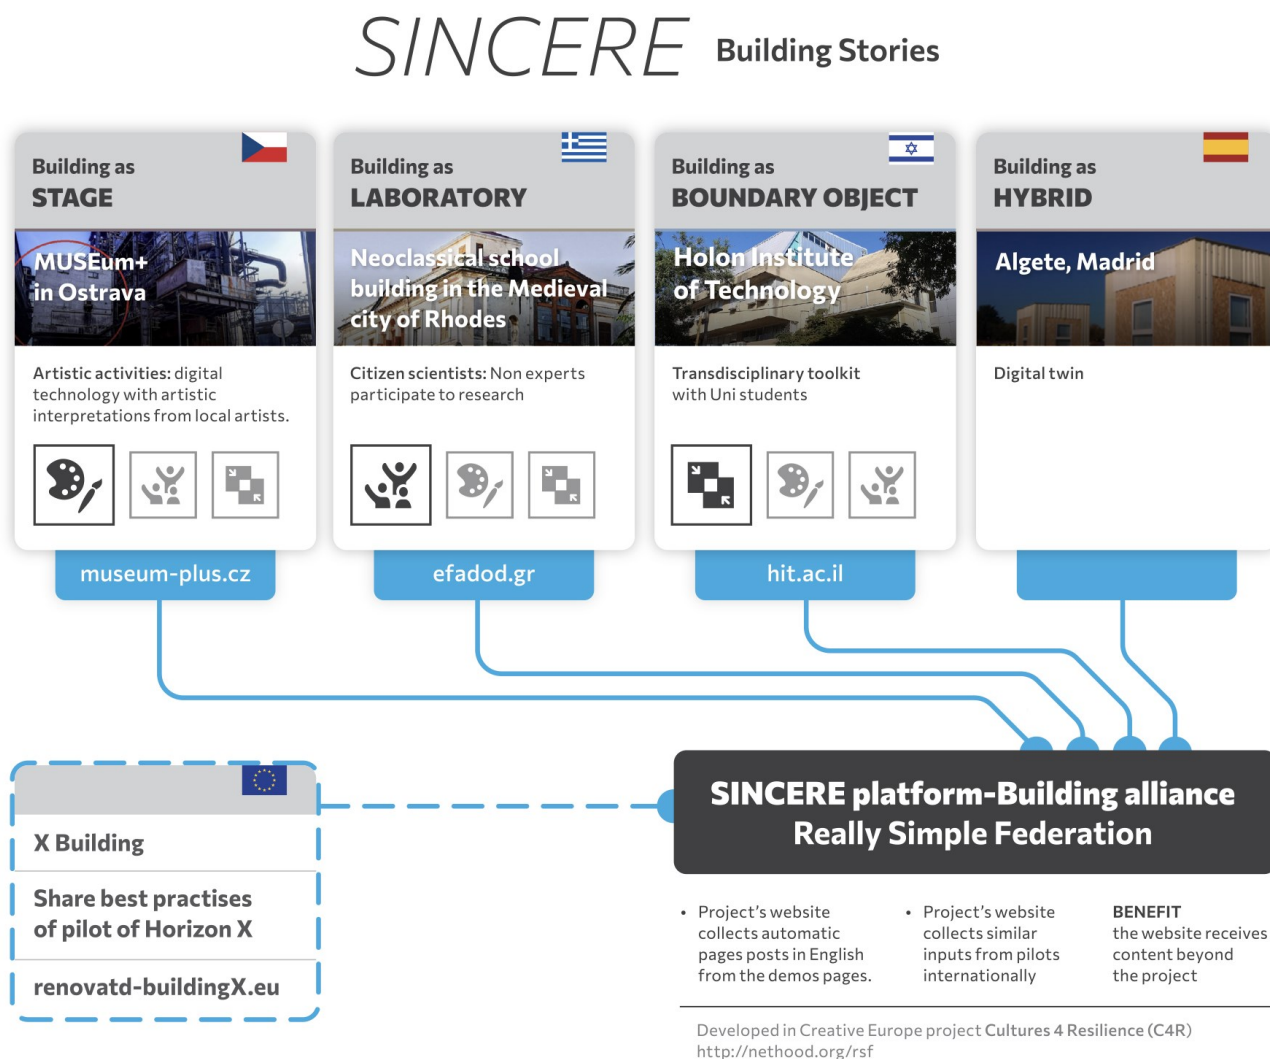 SINCERE Building Stories
Building as
STAGE
MUSEum+
in Ostrava
Artistic activities: digital
technology with artistic
interpretations from local artists.
museum-plus.cz
Building as
LABORATORY
Neoclassical school
building in the Medieval
city of Rhodes
Citizen scientists: Non experts
participate to research
efadod.gr
Building as
BOUNDARY OBJECT
Holon Institute
of Technology
Transdisciplinary toolkit
with Uni students
hit.ac.il
Building as
HYBRID
Algete, Madrid
Digital twin
X Building
Share best practises
of pilot of Horizon X
renovatd-buildingX.eu
SINCERE platform-Building alliance
Really Simple Federation
• Project's website
collects automatic
pages posts in English
from the demos pages.
• Project's website
collects similar
inputs from pilots
internationally
BENEFIT
the website receives
content beyond
the project
Developed in Creative Europe project Cultures 4 Resilience (C4R)
http://nethood.org/rsf